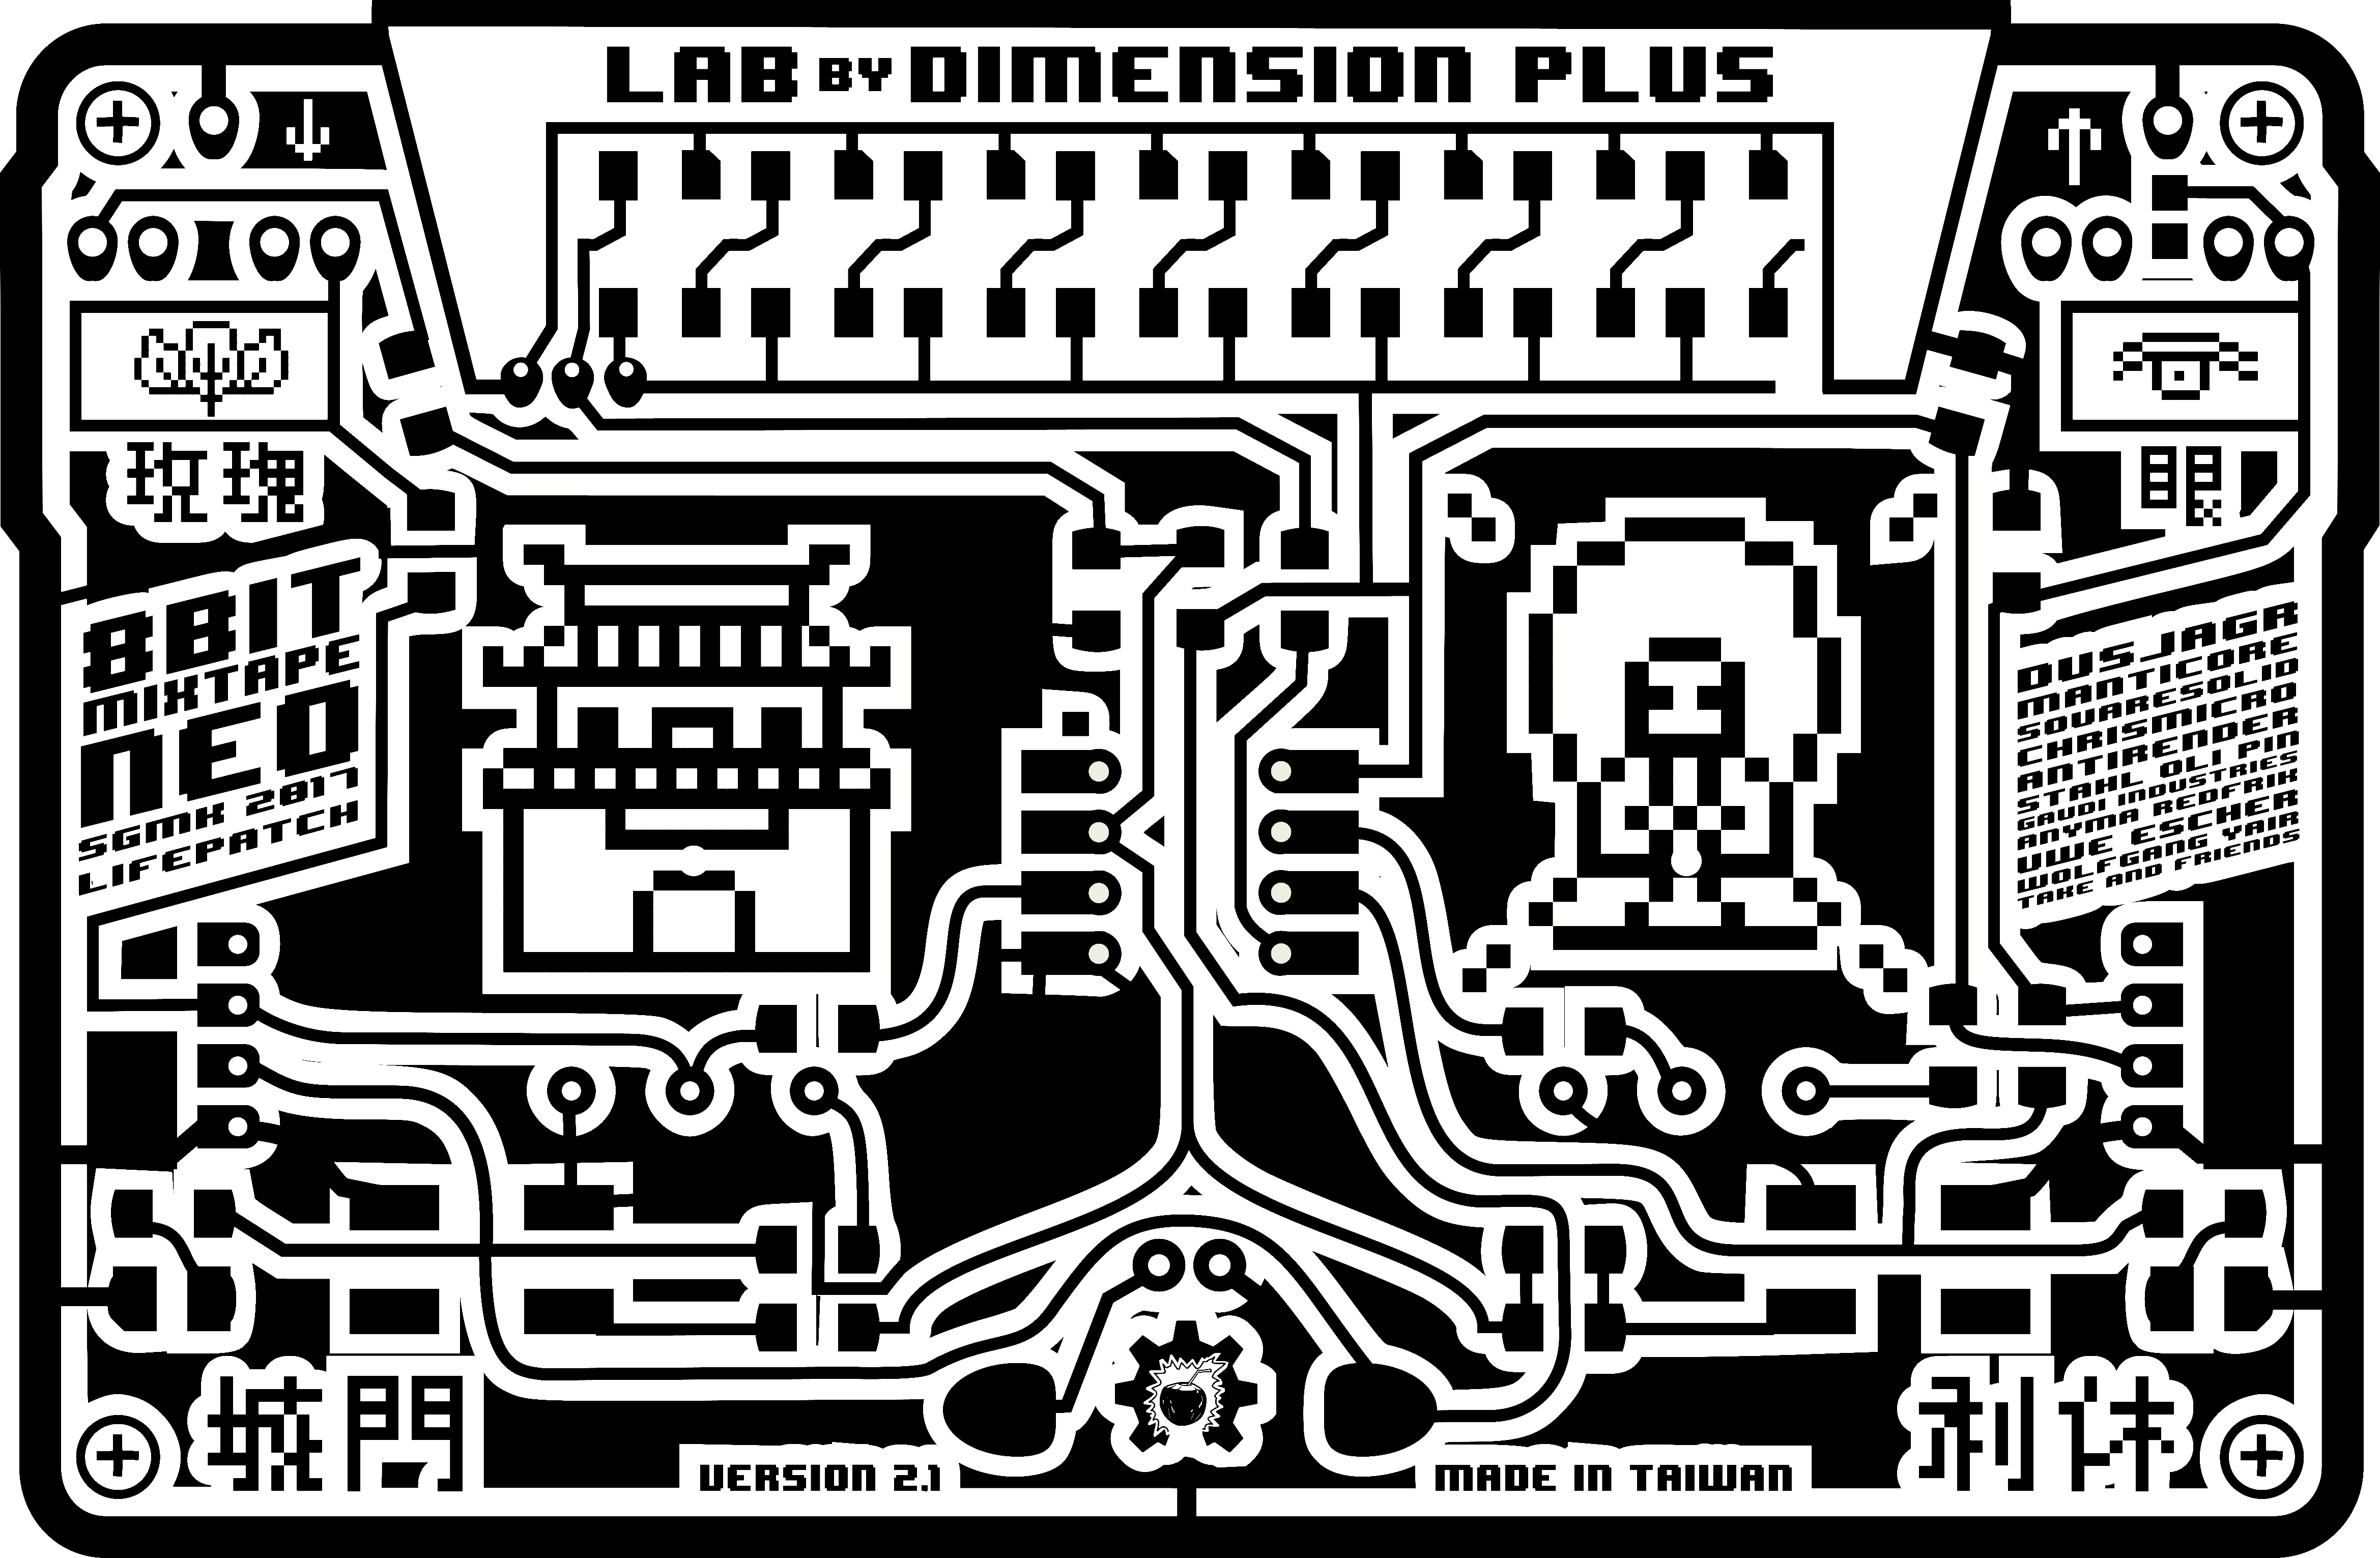 LAB BY DIMENSION PLUS
玫瑰
眼
8BIT
MIXTAPE
NEO
SGMK 2017
LIFEPATCH
DUSJAGR
MANTICORE
SQUARESOLID
CHRISMICRO
ANTIRENDER
STAHL OLI PIN
GAUDI INDUSTRIES
ANYMA REDFRIK
UWE ESCHER
WOLFGANG YAIR
TAKE AND FRIENDS
城門
VERSION 2.1
MADE IN TAIWAN